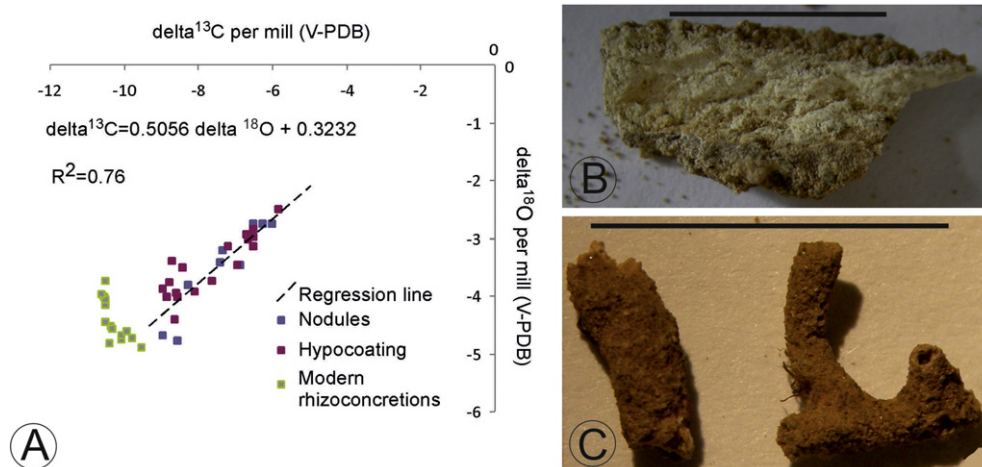 delta13C per mill (V-PDB)
0
-12 -10 -8 -6 -4 -2 0
delta13C=0.5056 delta 18O + 0.3232
R2=0.76
-1
-2
-3
-4
-5
-6
delta18O per mill (V-PDB)
Regression line
Nodules
Hypocoating
Modern
rhizoconcretions
A
B
C